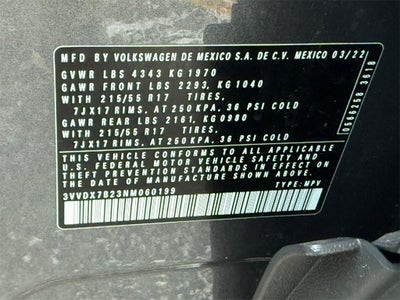 MFD BY VOLKSWAGEN DE MEXICO S.A. DE C.V. MEXICO 03/22
GVWR LBS 4343 KG 1970
GAWR FRONT LBS 2293, KG 1040
WITH 215/55 R17 TIRES,
7JX17 RIMS, AT 250 KPA, 36 PSI COLD
GAWR REAR LBS 2161, KG 0980
WITH 215/55 R17 TIRES,
7JX17 RIMS, AT 250 KPA, 36 PSI COLD
THIS VEHICLE CONFORMS TO ALL APPLICABLE
U.S. FEDERAL MOTOR VEHICLE SAFETY
STANDARDS IN EFFECT ON THE DATE OF
MANUFACTURE SHOWN ABOVE.
3VVDX7B23NM060199 TYPE: MPV
0556258 3618